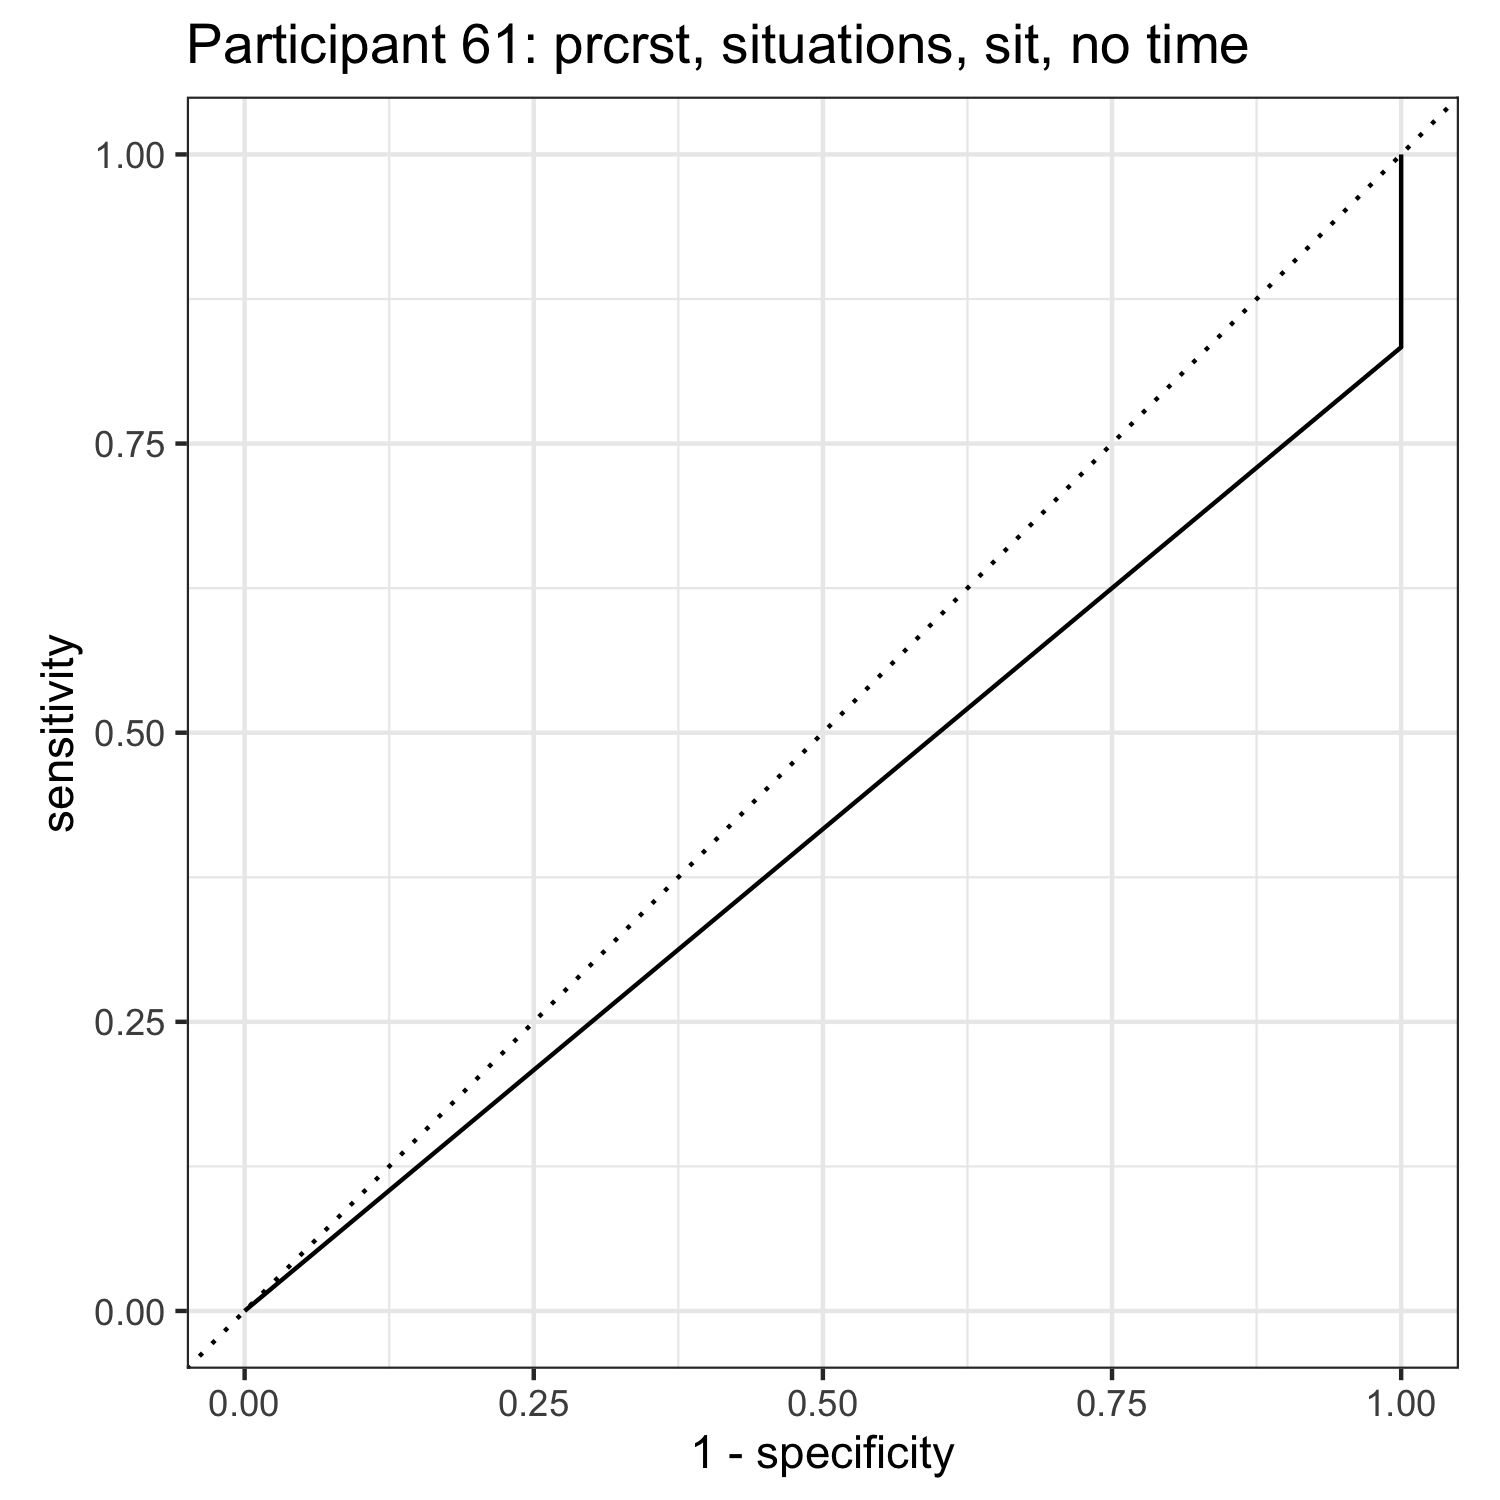 Participant 61: prcrst, situations, sit, no time
1.00
0.75
0.50
0.25
0.00
sensitivity
0.00 0.25 0.50 0.75 1.00
1 - specificity